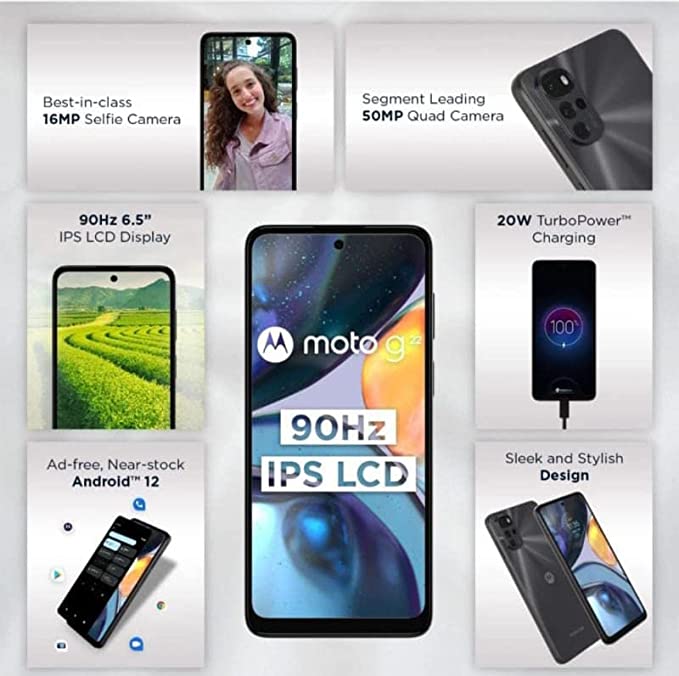 Best-in-class
16MP Selfie Camera
Segment Leading
50MP Quad Camera
90Hz 6.5”
IPS LCD Display
20W TurboPower™
Charging
100%
moto g22
90Hz
IPS LCD
Ad-free, Near-stock
Android™ 12
Sleek and Stylish
Design